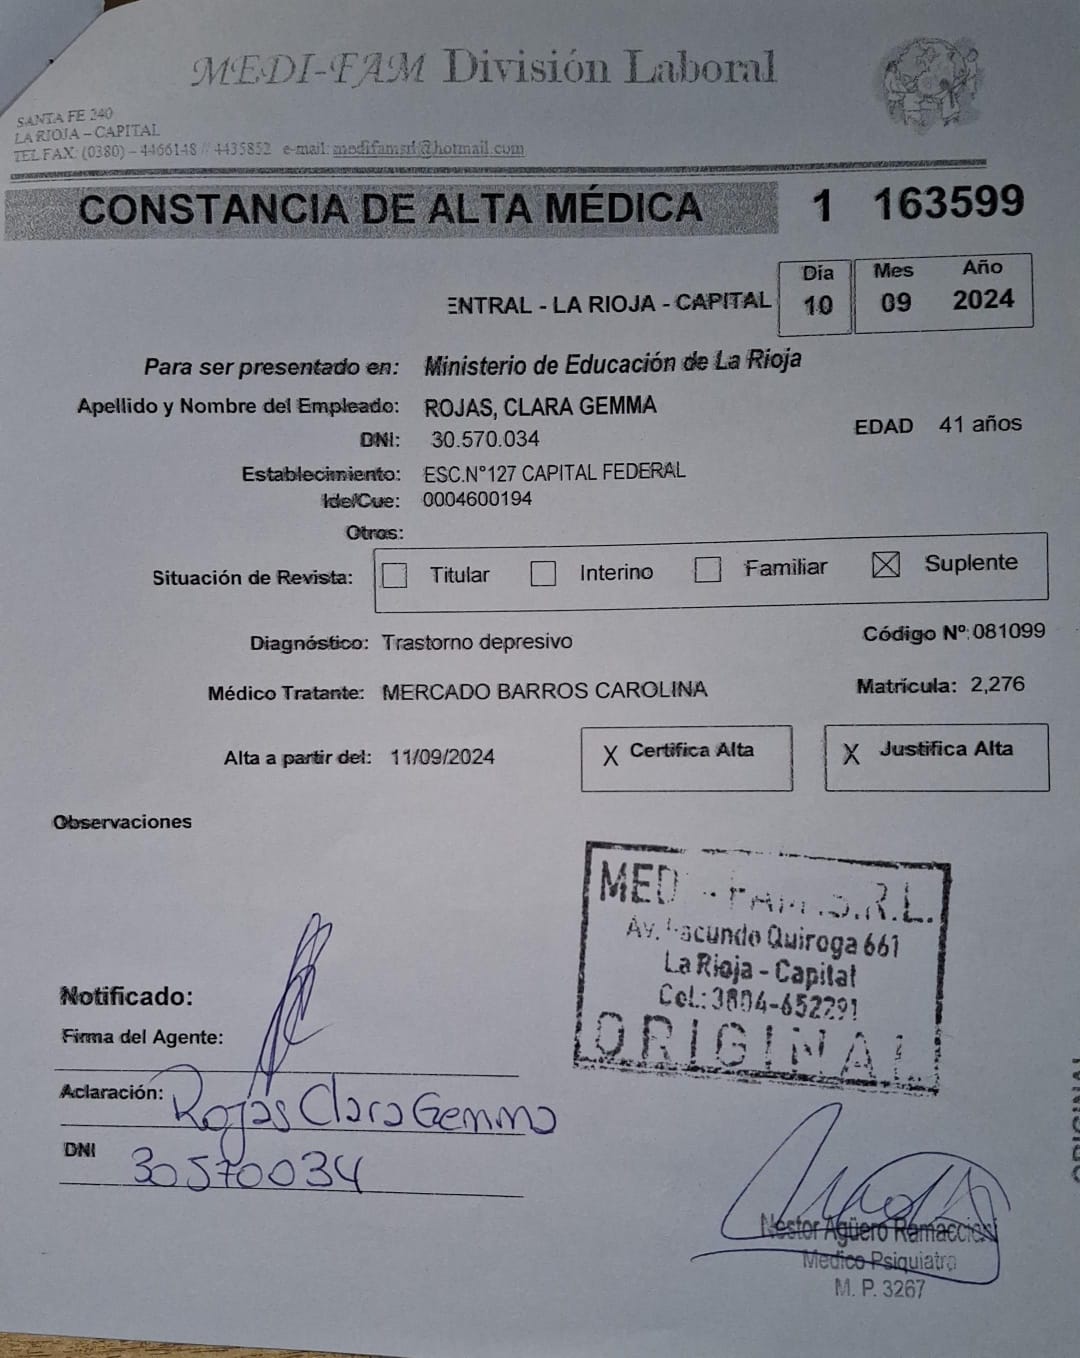 MEDI-FAM División Laboral
SANTA FE 240
LA RIOJA – CAPITAL
TEL FAX: (0380) – 4466148 // 4435852 e-mail: medifamsrl@hotmail.com
CONSTANCIA DE ALTA MÉDICA 1 163599
Día Mes Año
ENTRAL - LA RIOJA - CAPITAL 10 09 2024
Para ser presentado en: Ministerio de Educación de La Rioja
Apellido y Nombre del Empleado: ROJAS, CLARA GEMMA
EDAD 41 años
DNI: 30.570.034
Establecimiento: ESC.N°127 CAPITAL FEDERAL
Ide/Cue: 0004600194
Otros:
Situación de Revista: Titular Interino Familiar Suplente
Diagnóstico: Trastorno depresivo Código Nº: 081099
Médico Tratante: MERCADO BARROS CAROLINA Matrícula: 2,276
Alta a partir del: 11/09/2024 X Certifica Alta X Justifica Alta
Observaciones
MEDI-FAM S.R.L.
Av. Facundo Quiroga 661
La Rioja - Capital
Cel.: 3804-652291
ORIGINAL
Notificado:
Firma del Agente:
Aclaración: Rojas Clara Gemma
DNI 30570034
Nestor Agüero Ramaccioni
Medico Psiquiatra
M. P. 3267
ORIGINAL